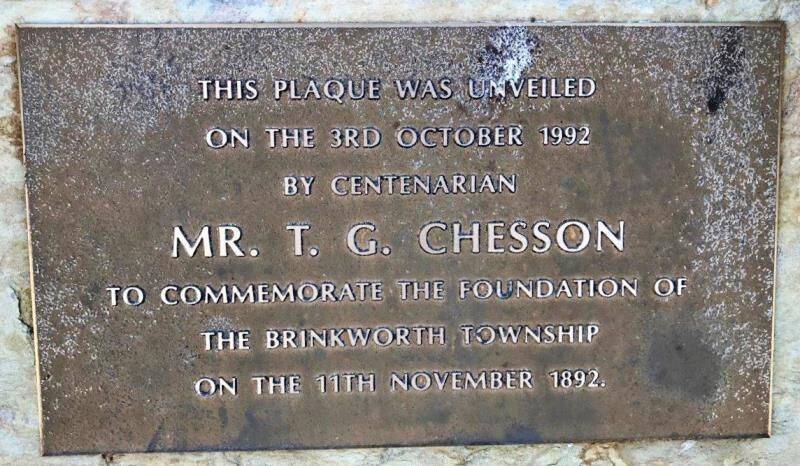 THIS PLAQUE WAS UNVEILED
ON THE 3RD OCTOBER 1992
BY CENTENARIAN
MR. T. G. CHESSON
TO COMMEMORATE THE FOUNDATION OF
THE BRINKWORTH TOWNSHIP
ON THE 11TH NOVEMBER 1892.